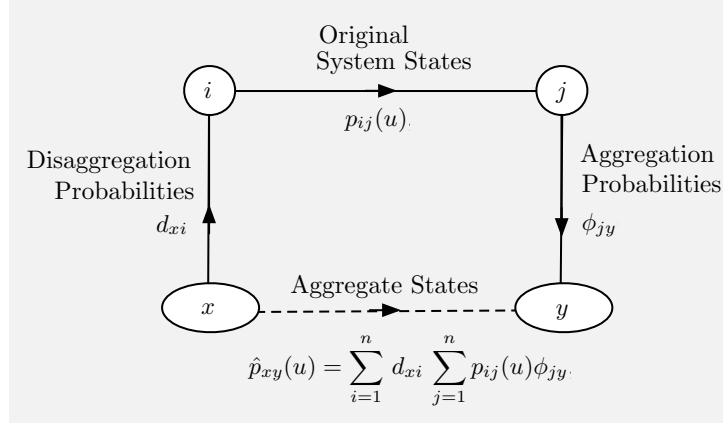 Original
System States
i
j
p_{ij}(u)
Disaggregation
Probabilities
d_{xi}
Aggregation
Probabilities
ϕ_{jy}
Aggregate States
x
y
\hat{p}_{xy}(u) = \sum_{i=1}^{n} d_{xi} \sum_{j=1}^{n} p_{ij}(u)ϕ_{jy}